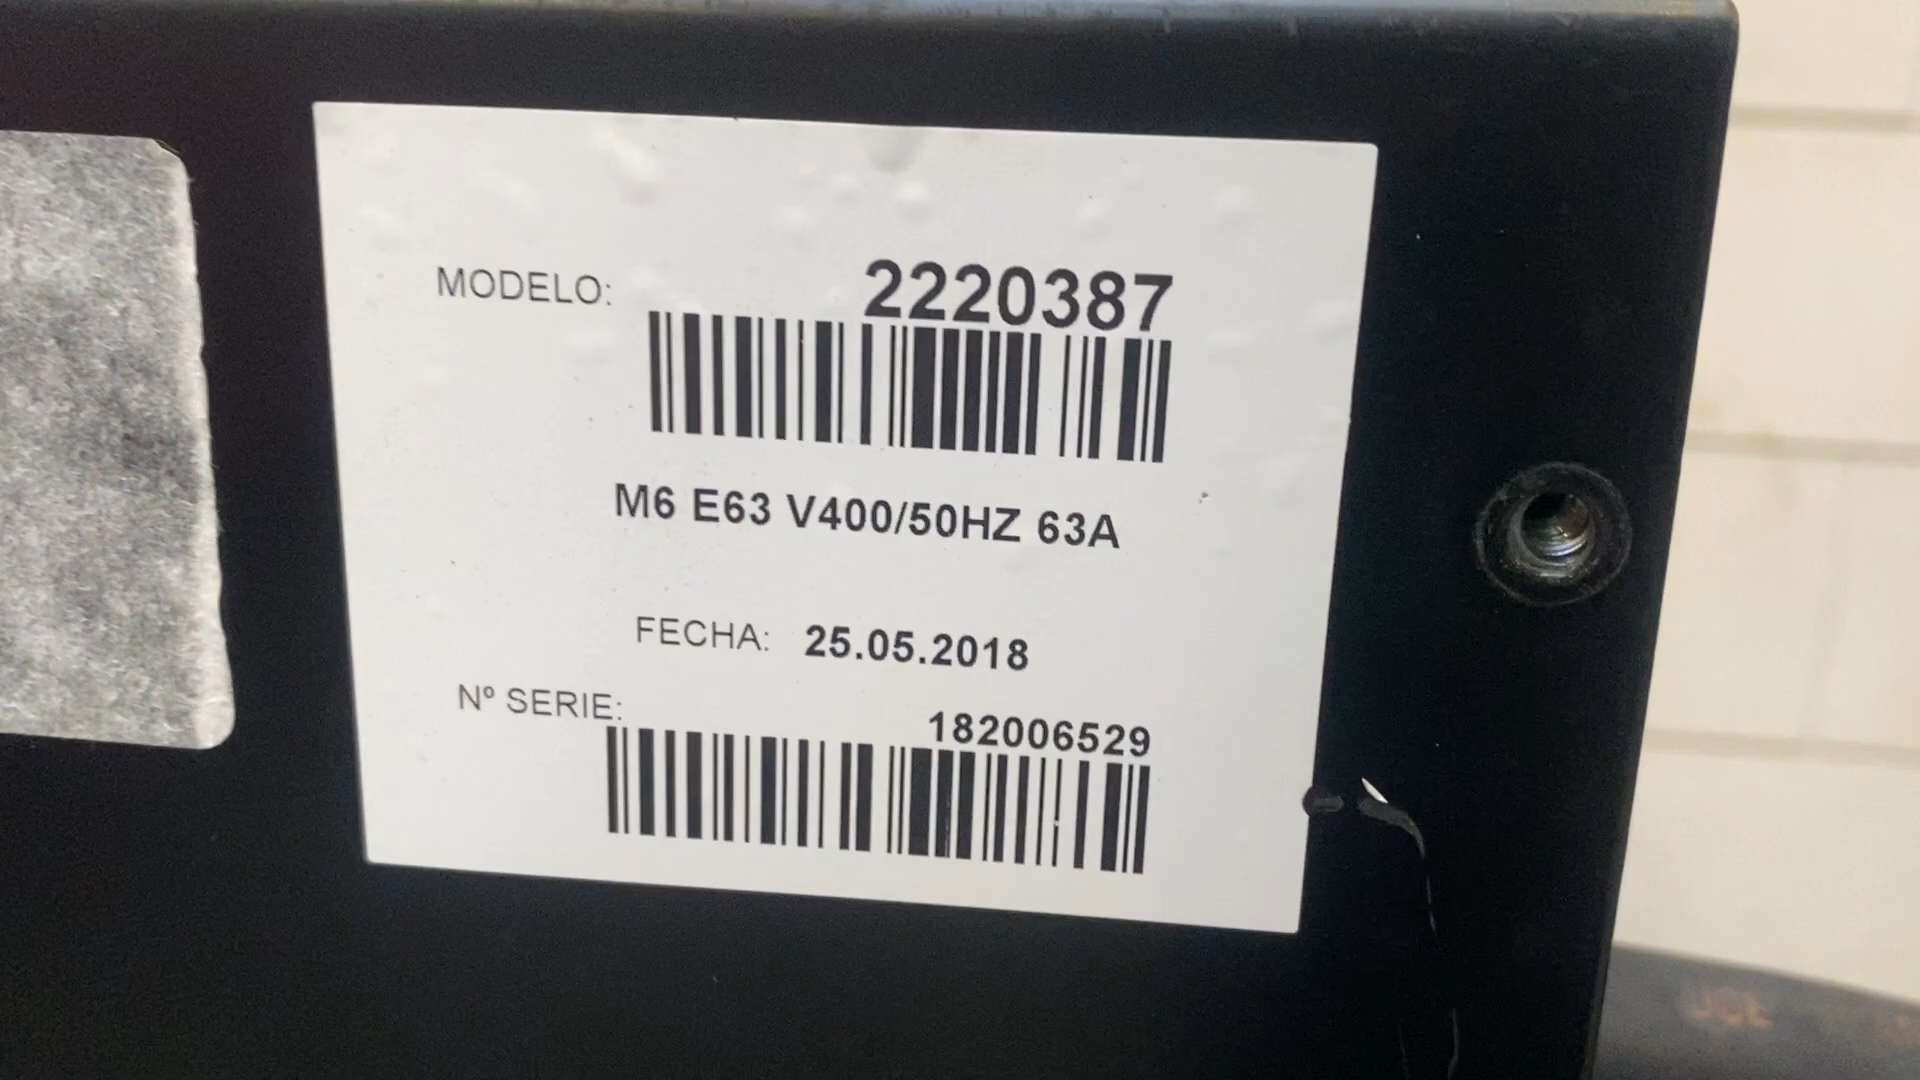 MODELO: 2220387
M6 E63 V400/50HZ 63A
FECHA: 25.05.2018
Nº SERIE: 182006529